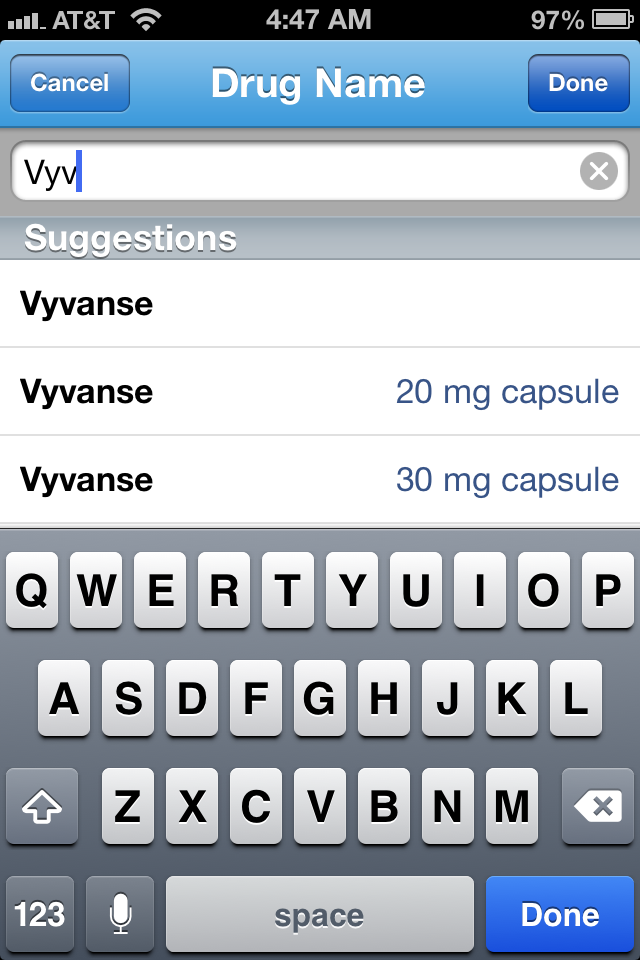 AT&T 4:47 AM 97%
Cancel Drug Name Done
Vyv
Suggestions
Vyvanse
Vyvanse 20 mg capsule
Vyvanse 30 mg capsule
Q W E R T Y U I O P
A S D F G H J K L
Z X C V B N M
123 space Done